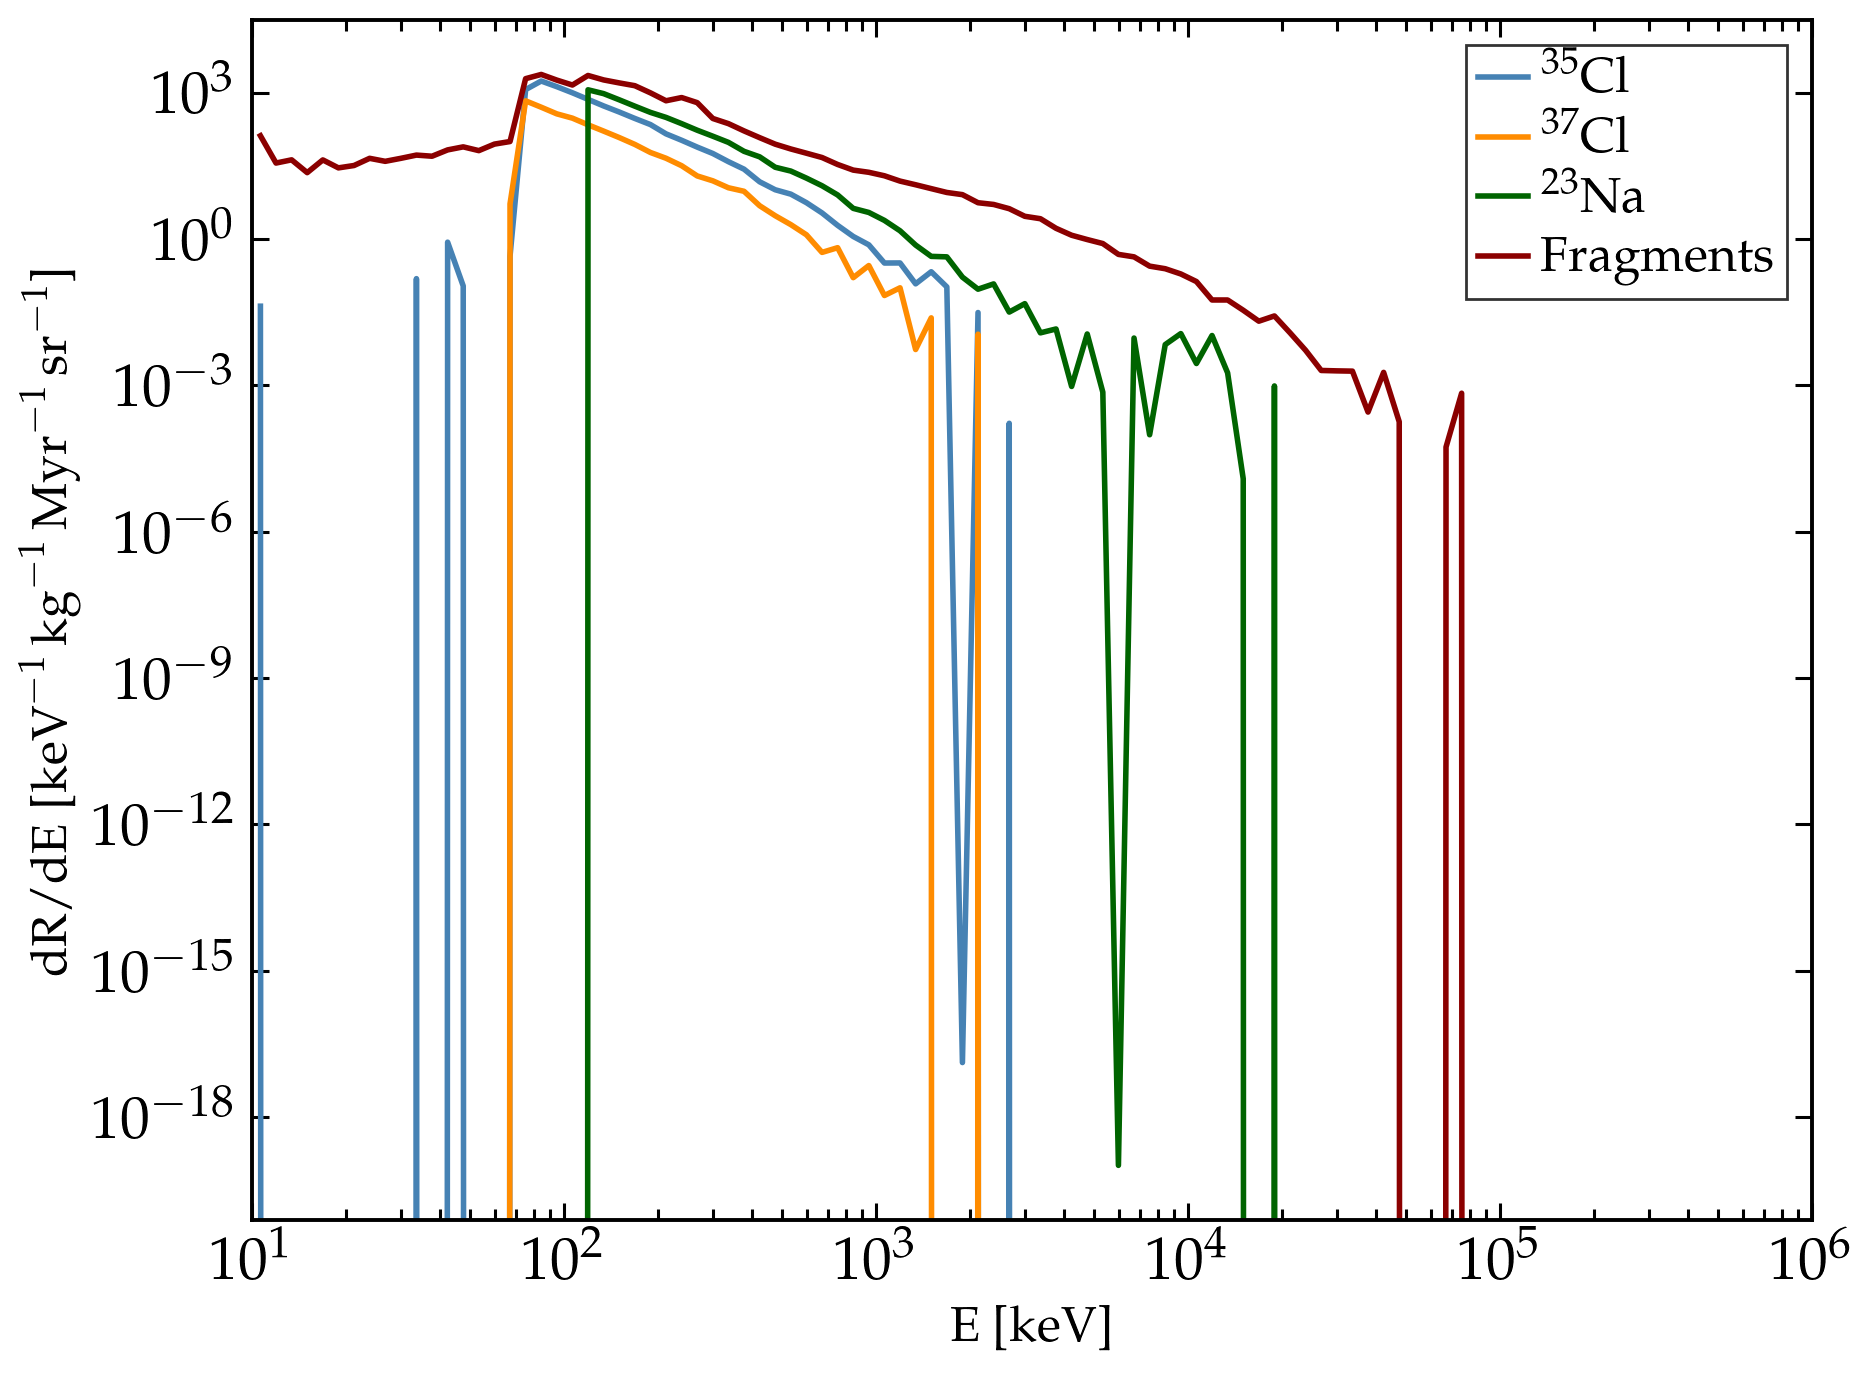 10³
10⁰
10⁻³
10⁻⁶
10⁻⁹
10⁻¹²
10⁻¹⁵
10⁻¹⁸
dR/dE [keV⁻¹ kg⁻¹ Myr⁻¹ sr⁻¹]
³⁵Cl
³⁷Cl
²³Na
Fragments
10¹ 10² 10³ 10⁴ 10⁵ 10⁶
E [keV]